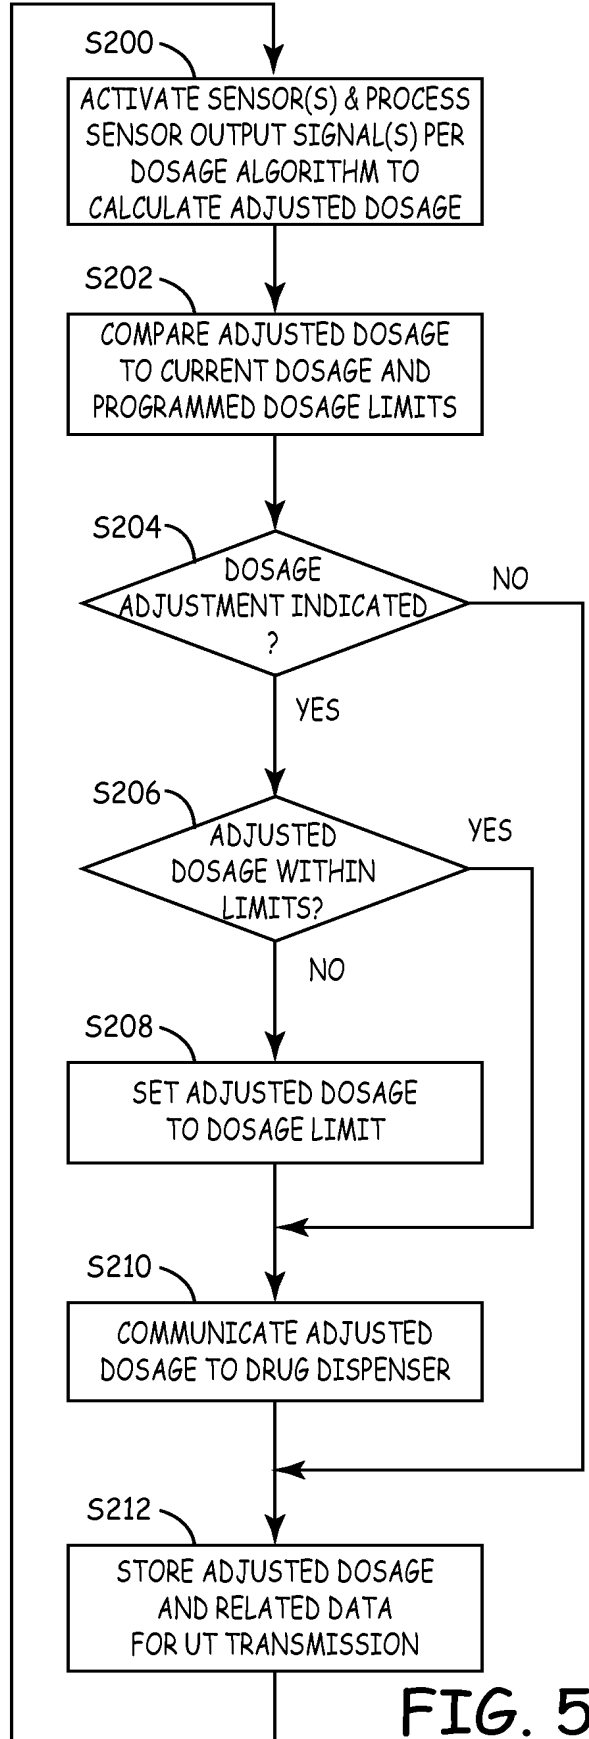 S200
ACTIVATE SENSOR(S) & PROCESS
SENSOR OUTPUT SIGNAL(S) PER
DOSAGE ALGORITHM TO
CALCULATE ADJUSTED DOSAGE
S202
COMPARE ADJUSTED DOSAGE
TO CURRENT DOSAGE AND
PROGRAMMED DOSAGE LIMITS
S204
DOSAGE
ADJUSTMENT INDICATED
?
NO
YES
S206
ADJUSTED
DOSAGE WITHIN
LIMITS?
YES
NO
S208
SET ADJUSTED DOSAGE
TO DOSAGE LIMIT
S210
COMMUNICATE ADJUSTED
DOSAGE TO DRUG DISPENSER
S212
STORE ADJUSTED DOSAGE
AND RELATED DATA
FOR UT TRANSMISSION
FIG. 5